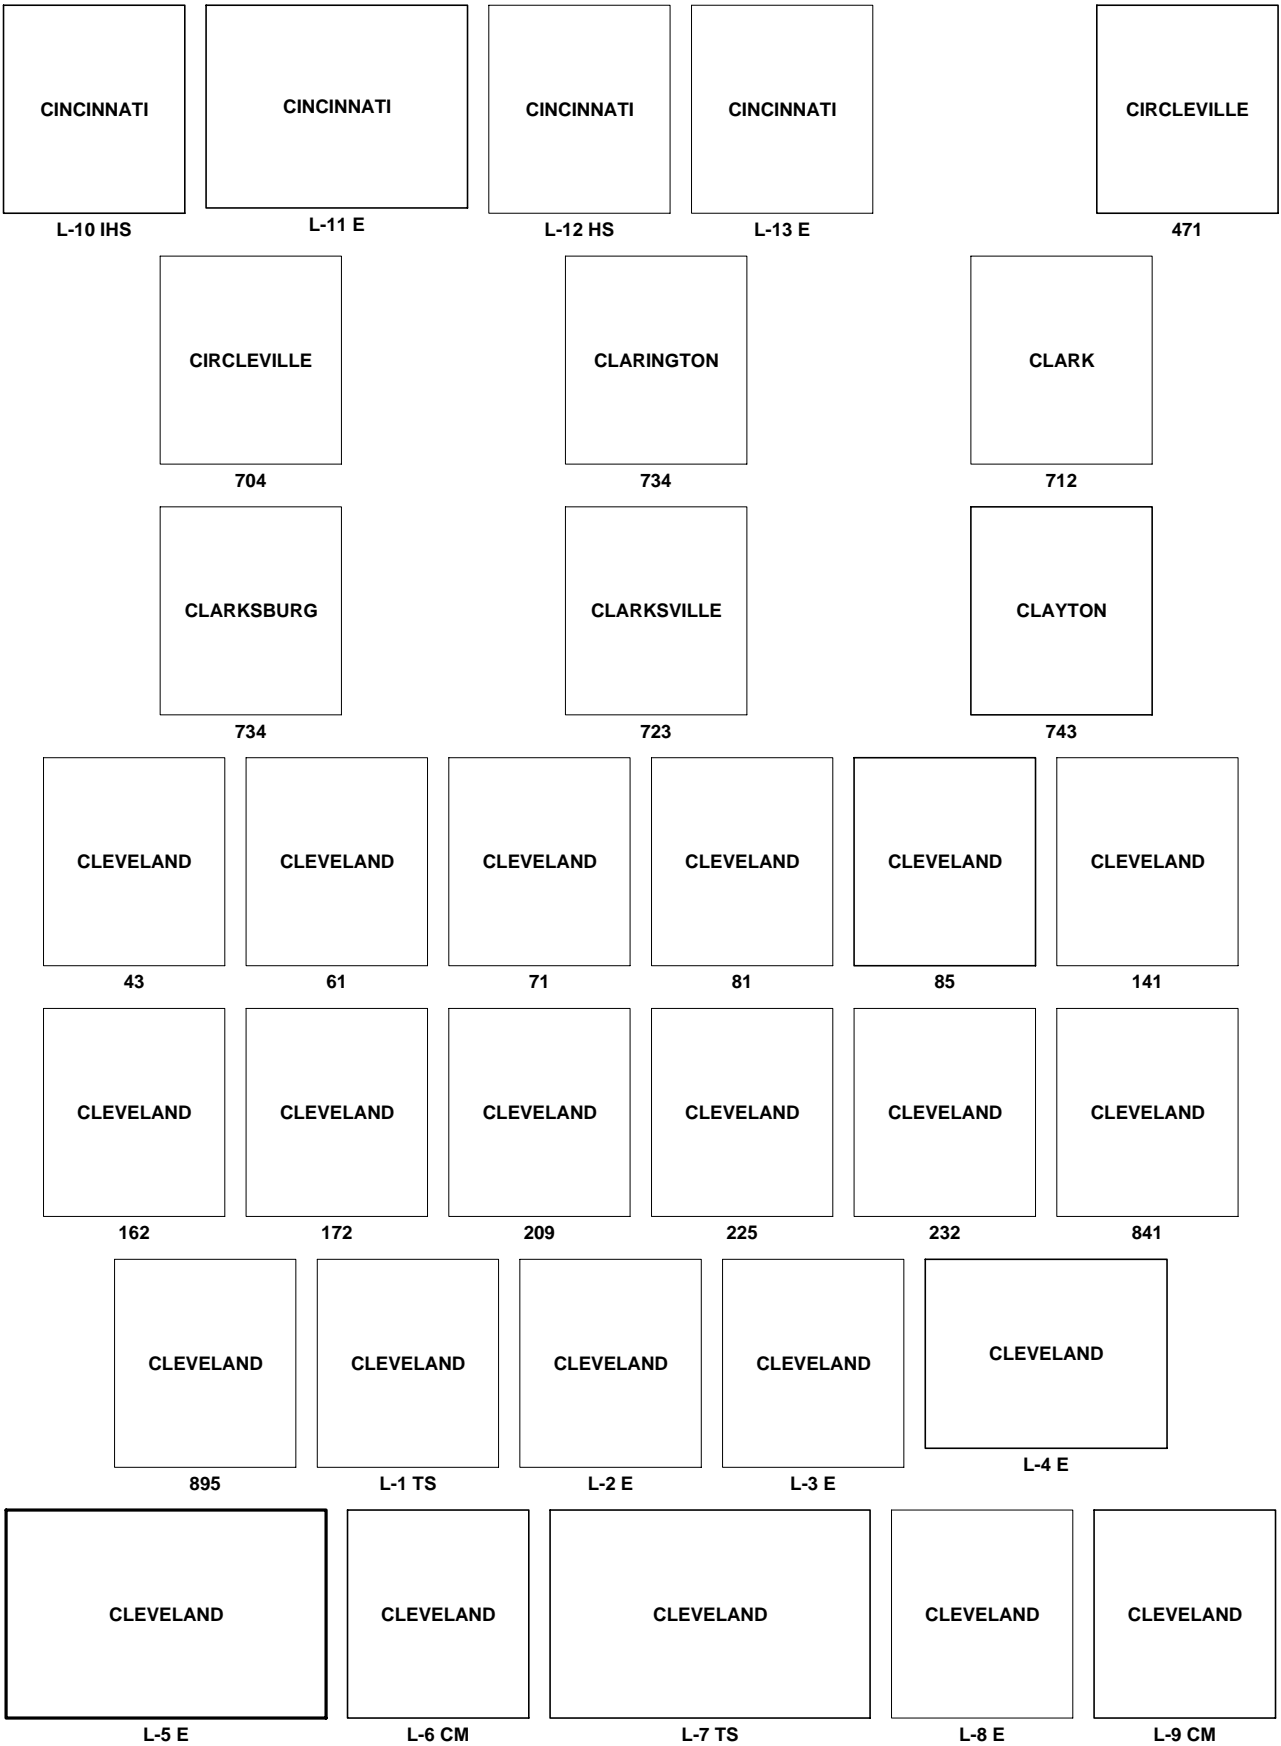 CINCINNATI CINCINNATI CINCINNATI CINCINNATI CIRCLEVILLE
L-10 IHS L-11 E L-12 HS L-13 E 471
CIRCLEVILLE CLARINGTON CLARK
704 734 712
CLARKSBURG CLARKSVILLE CLAYTON
734 723 743
CLEVELAND CLEVELAND CLEVELAND CLEVELAND CLEVELAND CLEVELAND
43 61 71 81 85 141
CLEVELAND CLEVELAND CLEVELAND CLEVELAND CLEVELAND CLEVELAND
162 172 209 225 232 841
CLEVELAND CLEVELAND CLEVELAND CLEVELAND CLEVELAND
895 L-1 TS L-2 E L-3 E L-4 E
CLEVELAND CLEVELAND CLEVELAND CLEVELAND CLEVELAND
L-5 E L-6 CM L-7 TS L-8 E L-9 CM